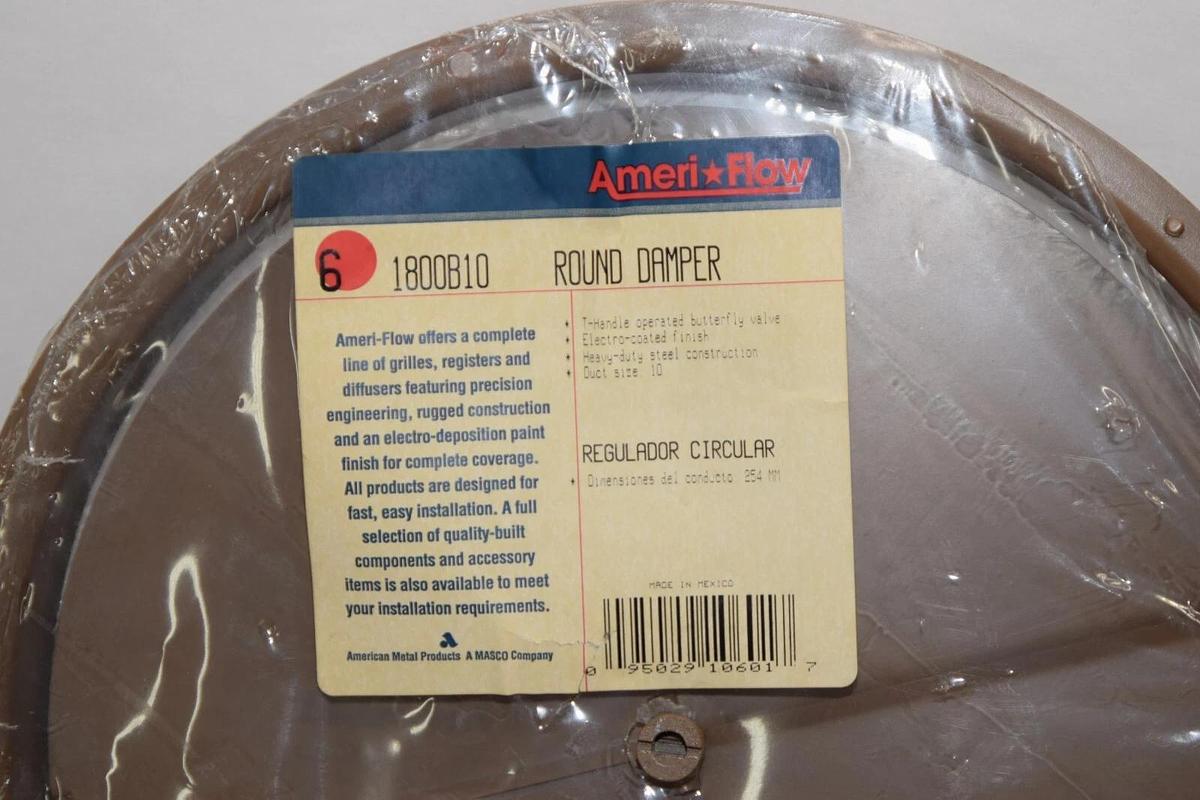 Ameri★Flow
6 1800B10 ROUND DAMPER
Ameri-Flow offers a complete
line of grilles, registers and
diffusers featuring precision
engineering, rugged construction
and an electro-deposition paint
finish for complete coverage.
All products are designed for
fast, easy installation. A full
selection of quality-built
components and accessory
items is also available to meet
your installation requirements.
American Metal Products A MASCO Company
• T-Handle operated butterfly valve
• Electro-coated finish
• Heavy-duty steel construction
• Duct size: 10
REGULADOR CIRCULAR
• Dimensiones del conducto 254 MM
MADE IN MEXICO
0 95029 10601 7